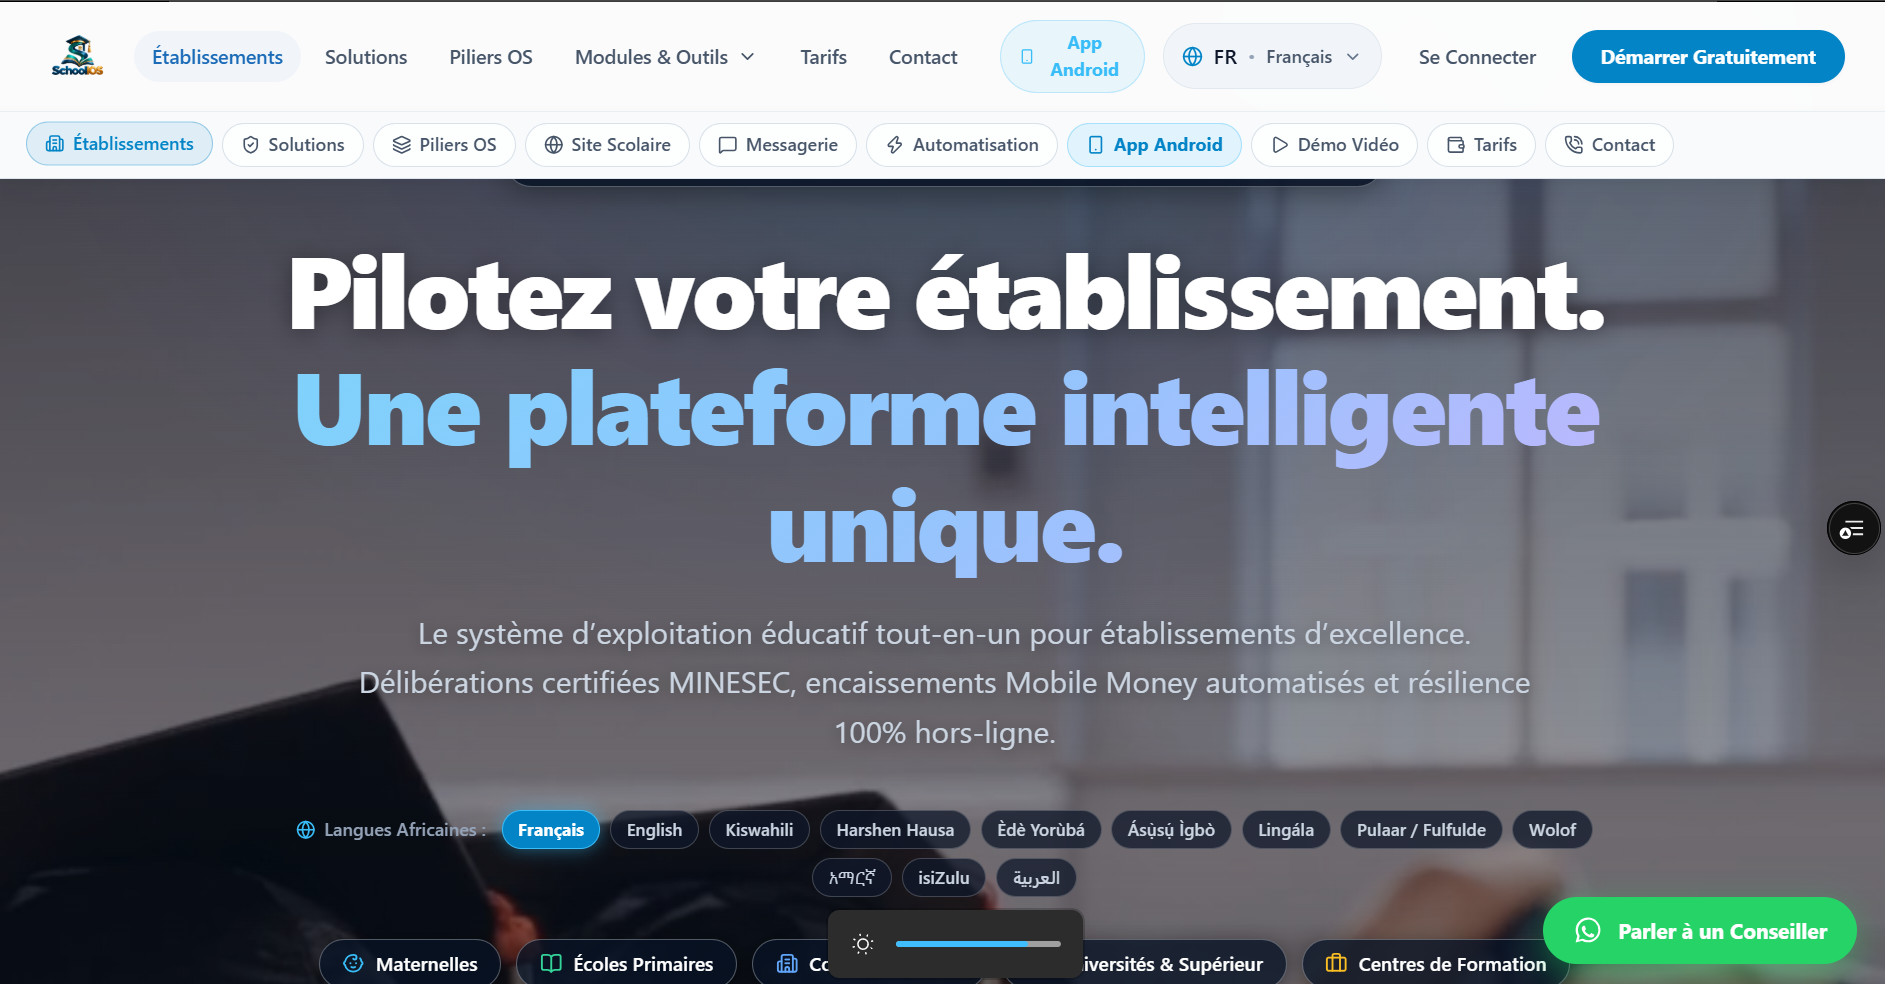 SchoolOS
Établissements
Solutions
Piliers OS
Modules & Outils
Tarifs
Contact
App
Android
FR • Français
Se Connecter
Démarrer Gratuitement
Établissements
Solutions
Piliers OS
Site Scolaire
Messagerie
Automatisation
App Android
Démo Vidéo
Tarifs
Contact
Pilotez votre établissement.
Une plateforme intelligente
unique.
Le système d’exploitation éducatif tout-en-un pour établissements d’excellence.
Délibérations certifiées MINESEC, encaissements Mobile Money automatisés et résilience
100% hors-ligne.
Langues Africaines :
Français
English
Kiswahili
Harshen Hausa
Èdè Yorùbá
Ásụ̀sụ́ Ìgbò
Lingála
Pulaar / Fulfulde
Wolof
አማርኛ
isiZulu
العربية
Maternelles
Écoles Primaires
Centres de Formation
& Supérieur
Parler à un Conseiller